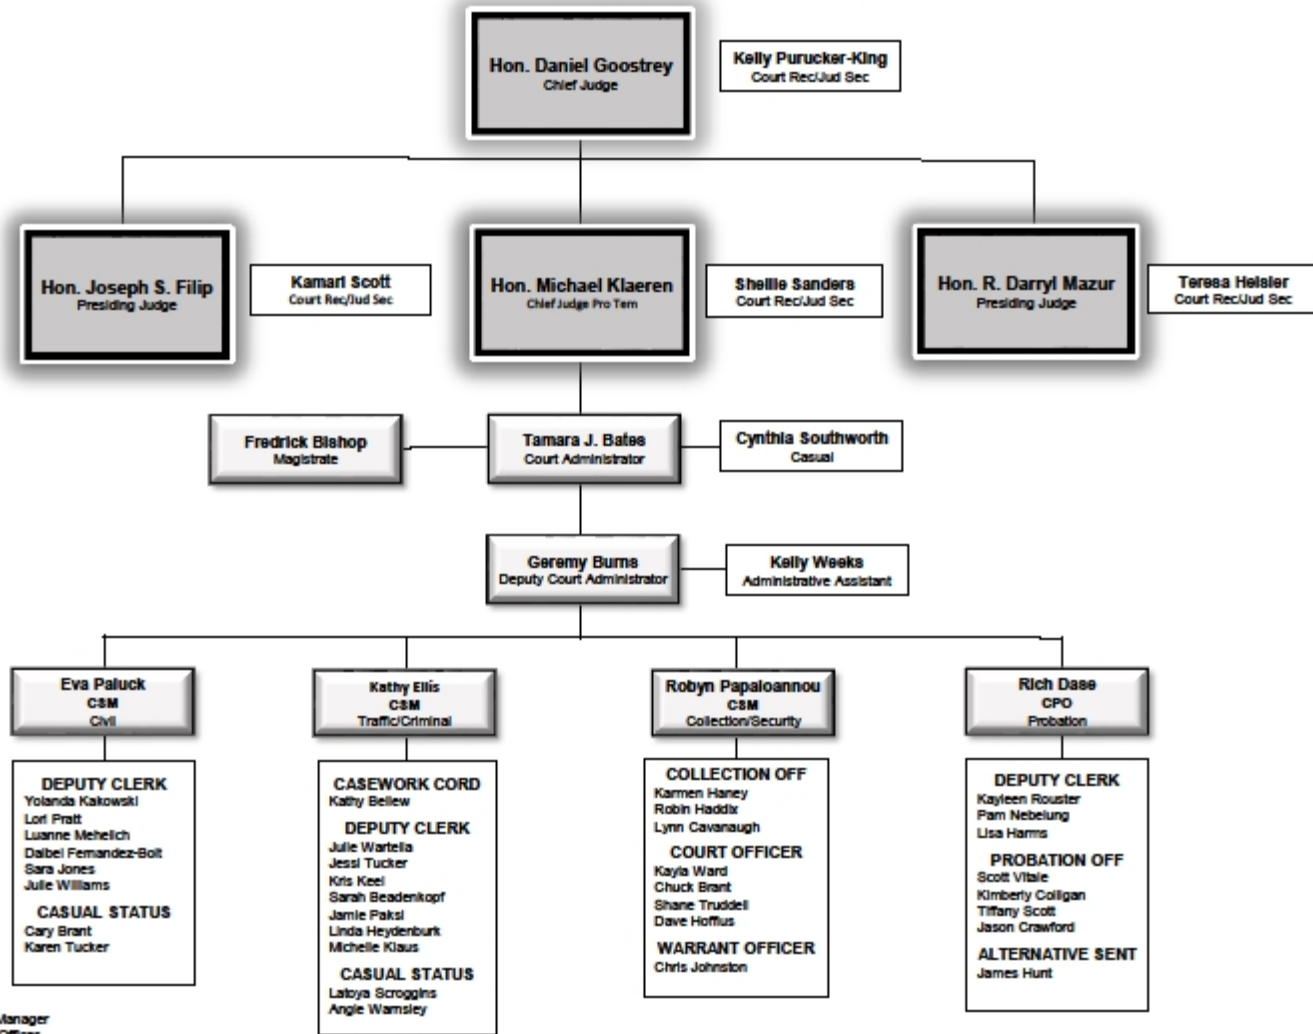 Hon. Daniel Goostrey
Chief Judge
Kelly Purucker-King
Court Rec/Jud Sec
Hon. Joseph S. Filip
Presiding Judge
Kamari Scott
Court Rec/Jud Sec
Hon. Michael Klaeren
Chief Judge Pro Tem
Shellie Sanders
Court Rec/Jud Sec
Hon. R. Darryl Mazur
Presiding Judge
Teresa Heisler
Court Rec/Jud Sec
Fredrick Bishop
Magistrate
Tamara J. Bates
Court Administrator
Cynthia Southworth
Casual
Geremy Burns
Deputy Court Administrator
Kelly Weeks
Administrative Assistant
Eva Paluck
CSM
Civil
DEPUTY CLERK
Yolanda Kakowski
Lori Pratt
Luanne Mehelich
Daibel Fernandez-Bolt
Sara Jones
Julie Williams
CASUAL STATUS
Cary Brant
Karen Tucker
Kathy Ellis
CSM
Traffic/Criminal
CASEWORK CORD
Kathy Bellew
DEPUTY CLERK
Julie Wartella
Jessi Tucker
Kris Keel
Sarah Beadenkopf
Jamie Paksi
Linda Heydenburk
Michelle Klaus
CASUAL STATUS
Latoya Scroggins
Angie Wamsley
Robyn Papaioannou
CSM
Collection/Security
COLLECTION OFF
Karmen Haney
Robin Haddix
Lynn Cavanaugh
COURT OFFICER
Kayla Ward
Chuck Brant
Shane Truddell
Dave Hoffius
WARRANT OFFICER
Chris Johnston
Rich Dase
CPO
Probation
DEPUTY CLERK
Kayleen Rouster
Pam Nebelung
Lisa Harms
PROBATION OFF
Scott Vitale
Kimberly Colligan
Tiffany Scott
Jason Crawford
ALTERNATIVE SENT
James Hunt
Manager